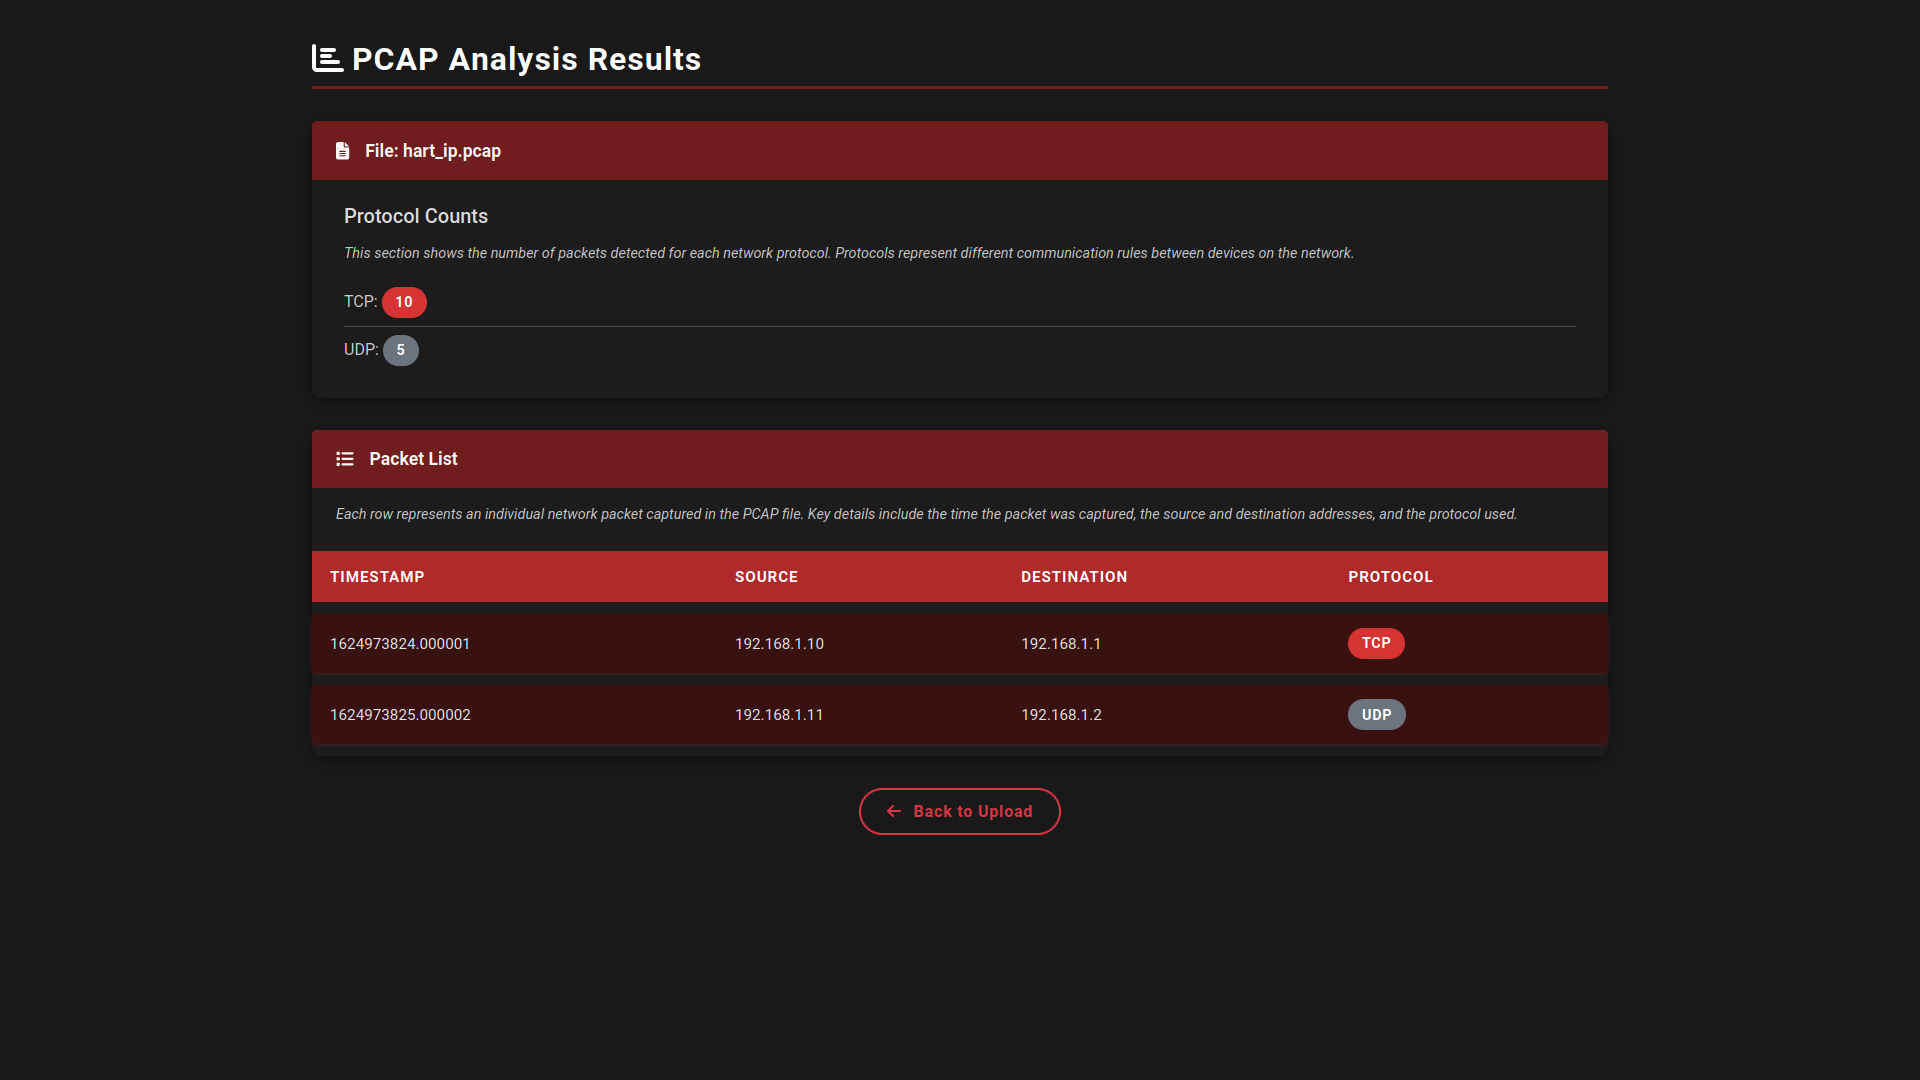 PCAP Analysis Results
File: hart_ip.pcap
Protocol Counts
This section shows the number of packets detected for each network protocol. Protocols represent different communication rules between devices on the network.
TCP: 10
UDP: 5
Packet List
Each row represents an individual network packet captured in the PCAP file. Key details include the time the packet was captured, the source and destination addresses, and the protocol used.
TIMESTAMP SOURCE DESTINATION PROTOCOL
1624973824.000001 192.168.1.10 192.168.1.1 TCP
1624973825.000002 192.168.1.11 192.168.1.2 UDP
Back to Upload